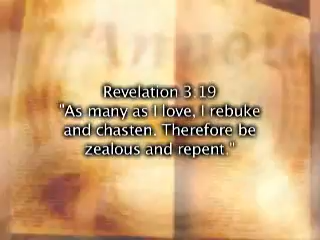 Revelation 3:19
"As many as I love, I rebuke
and chasten. Therefore be
zealous and repent."